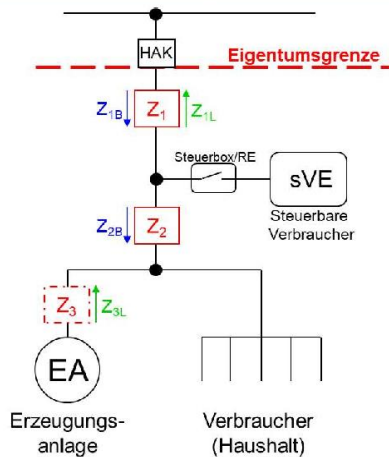 HAK
Eigentumsgrenze
Z1B
Z1
Z1L
Steuerbox/RE
sVE
Steuerbare
Verbraucher
Z2B
Z2
Z3
Z3L
EA
Erzeugungs-
anlage
Verbraucher
(Haushalt)